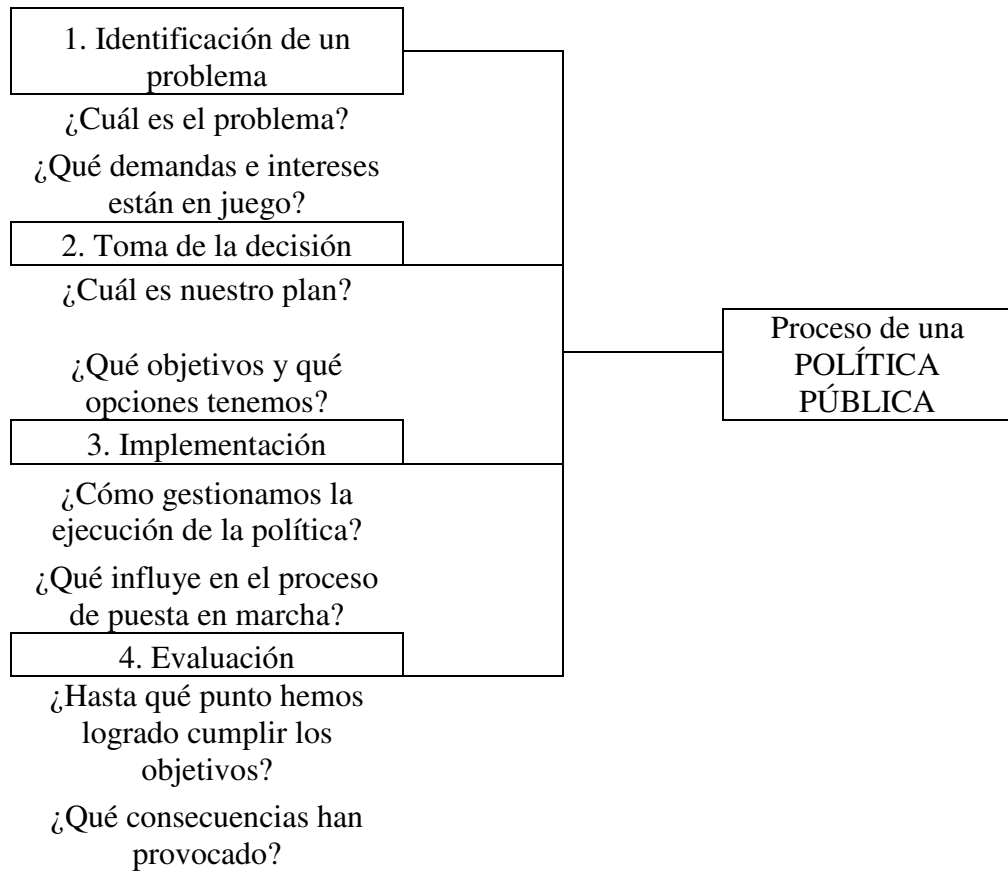 1. Identificación de un
problema
¿Cuál es el problema?
¿Qué demandas e intereses
están en juego?
2. Toma de la decisión
¿Cuál es nuestro plan?
¿Qué objetivos y qué
opciones tenemos?
3. Implementación
¿Cómo gestionamos la
ejecución de la política?
¿Qué influye en el proceso
de puesta en marcha?
4. Evaluación
¿Hasta qué punto hemos
logrado cumplir los
objetivos?
¿Qué consecuencias han
provocado?
Proceso de una
POLÍTICA
PÚBLICA